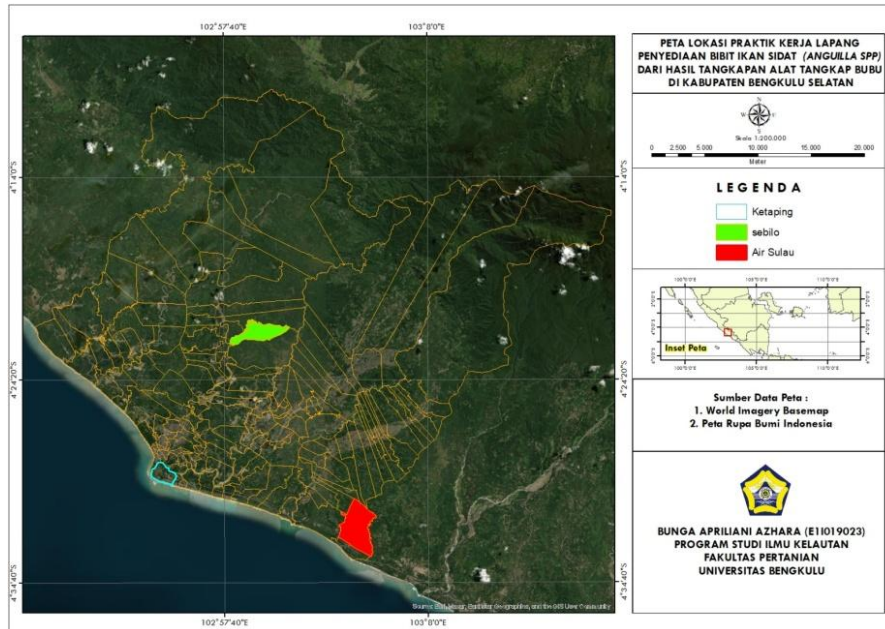 102°57'40"E
103°8'0"E
4°14'0"S
4°24'20"S
4°34'40"S
4°14'0"S
4°24'20"S
4°34'40"S
102°57'40"E
103°8'0"E
PETA LOKASI PRAKTIK KERJA LAPANG
PENYEDIAAN BIBIT IKAN SIDAT (ANGUILLA SPP)
DARI HASIL TANGKAPAN ALAT TANGKAP BUBU
DI KABUPATEN BENGKULU SELATAN
N
W E
S
Skala 1:200.000
0 2.500 5.000 10.000 15.000 20.000
Meter
LEGENDA
Ketaping
sebilo
Air Sulau
Inset Peta
Sumber Data Peta :
1. World Imagery Basemap
2. Peta Rupa Bumi Indonesia
BUNGA APRILIANI AZHARA (E1I019023)
PROGRAM STUDI ILMU KELAUTAN
FAKULTAS PERTANIAN
UNIVERSITAS BENGKULU